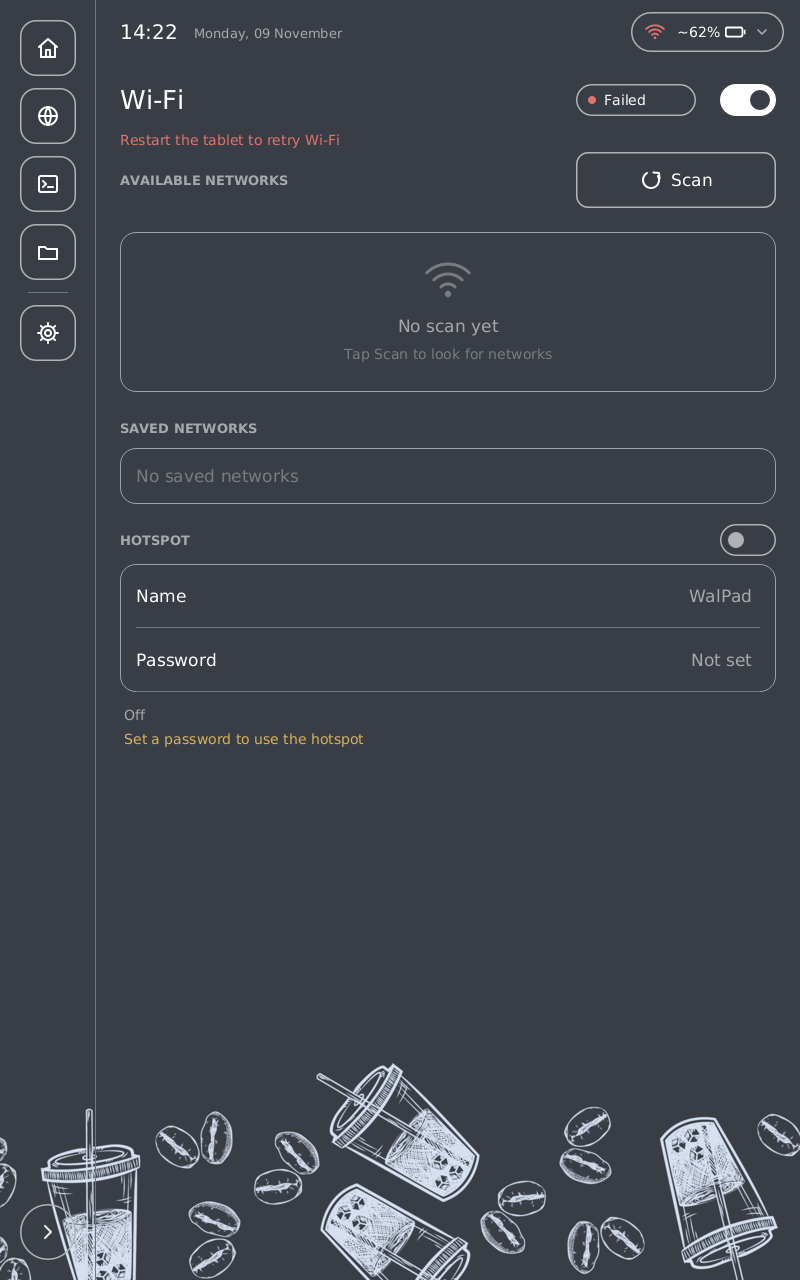 14:22 Monday, 09 November ~62%
Wi-Fi Failed
Restart the tablet to retry Wi-Fi
AVAILABLE NETWORKS Scan
No scan yet
Tap Scan to look for networks
SAVED NETWORKS
No saved networks
HOTSPOT
Name WalPad
Password Not set
Off
Set a password to use the hotspot